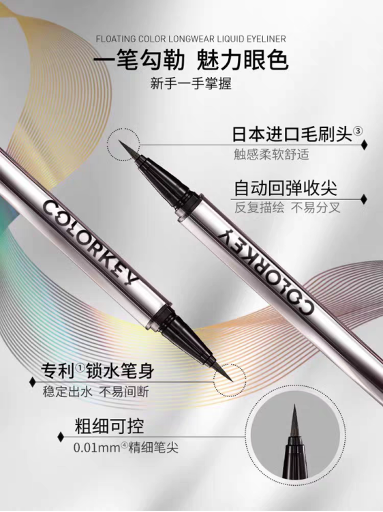 FLOATING COLOR LONGWEAR LIQUID EYELINER
一笔勾勒 魅力眼色
新手一手掌握
日本进口毛刷头③
触感柔软舒适
自动回弹收尖
反复描绘 不易分叉
COLORKEY
COLORKEY
专利①锁水笔身
稳定出水 不易间断
粗细可控
0.01mm④精细笔尖